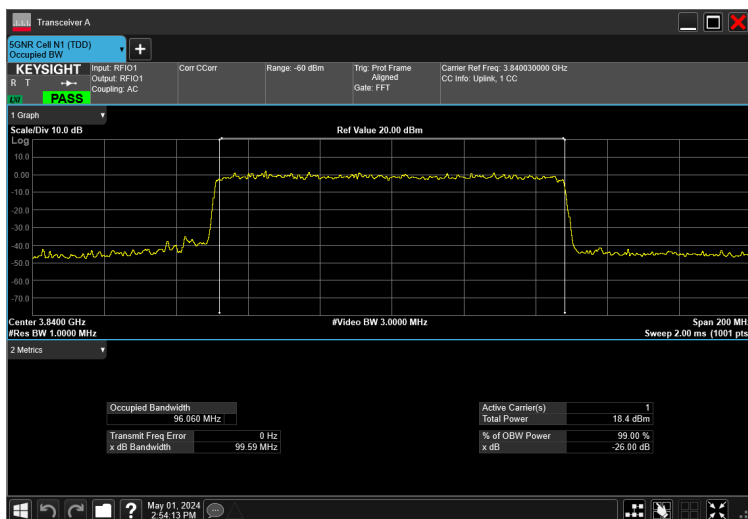 Transceiver A
5GNR Cell N1 (TDD)
Occupied BW
KEYSIGHT
R T
LXI
PASS
Input: RFIO1
Output: RFIO1
Coupling: AC
Corr CCorr
Range: -60 dBm
Trig: Prot Frame
Aligned
Gate: FFT
Carrier Ref Freq: 3.840030000 GHz
CC Info: Uplink, 1 CC
1 Graph
Scale/Div 10.0 dB
Ref Value 20.00 dBm
Log
10.0
0.00
-10.0
-20.0
-30.0
-40.0
-50.0
-60.0
-70.0
Center 3.8400 GHz
#Video BW 3.0000 MHz
Span 200 MH
#Res BW 1.0000 MHz
Sweep 2.00 ms (1001 pts
2 Metrics
Occupied Bandwidth
96.060 MHz
Transmit Freq Error 0 Hz
x dB Bandwidth 99.59 MHz
Active Carrier(s) 1
Total Power 18.4 dBm
% of OBW Power 99.00 %
x dB -26.00 dB
?
May 01, 2024
2:54:13 PM